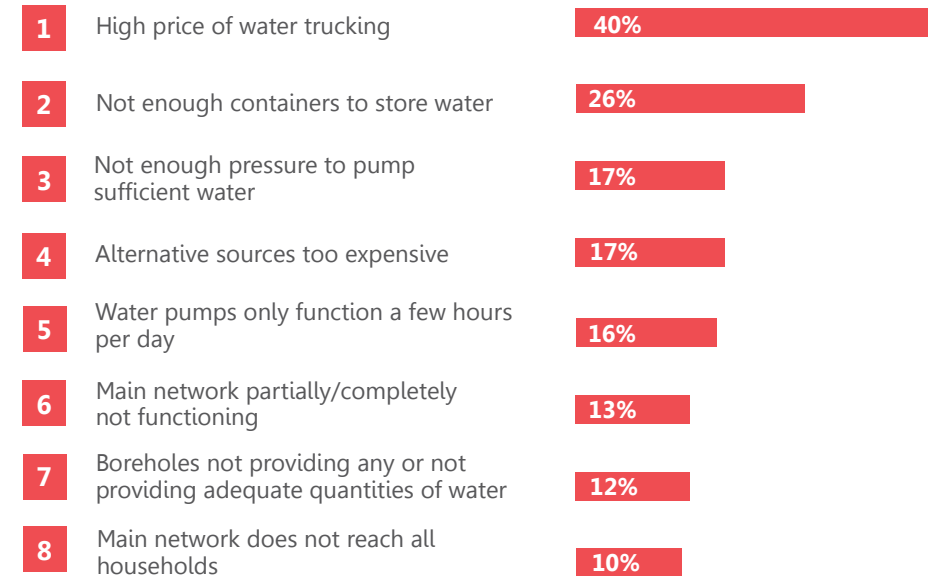 1 High price of water trucking 40%
2 Not enough containers to store water 26%
Not enough pressure to pump
3 17%
sufficient water
4 Alternative sources too expensive 17%
Water pumps only function a few hours
5 16%
per day
Main network partially/completely
6 13%
not functioning
Boreholes not providing any or not
7 12%
providing adequate quantities of water
Main network does not reach all
8 10%
households